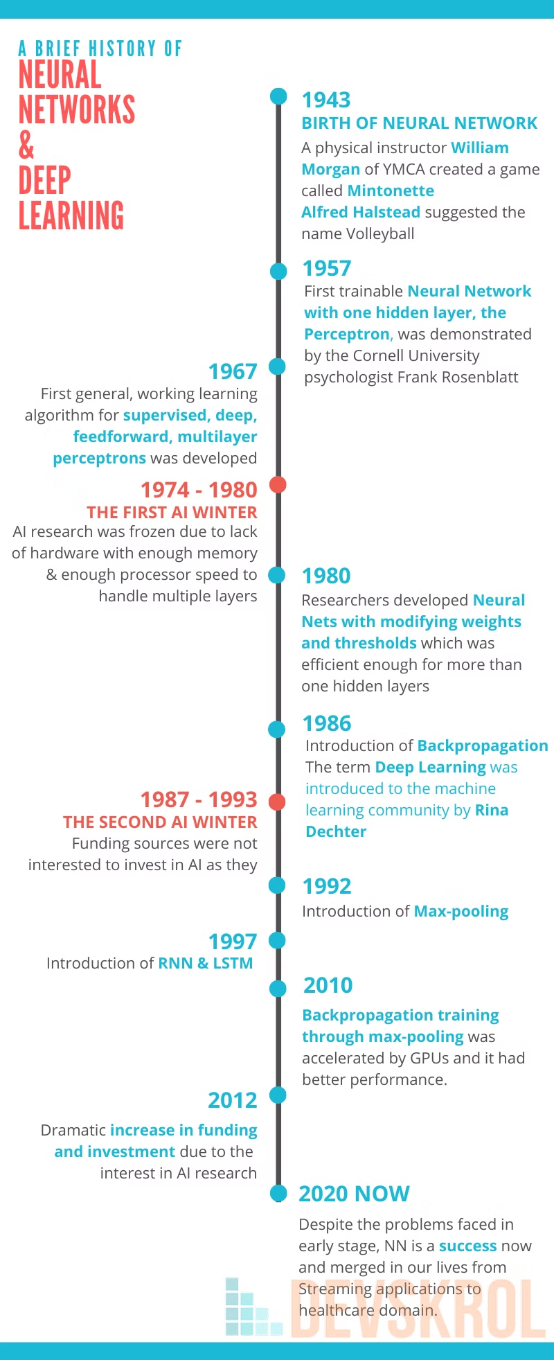 A BRIEF HISTORY OF
NEURAL
NETWORKS
&
DEEP
LEARNING
1943
BIRTH OF NEURAL NETWORK
A physical instructor William
Morgan of YMCA created a game
called Mintonette
Alfred Halstead suggested the
name Volleyball
1957
First trainable Neural Network
with one hidden layer, the
Perceptron, was demonstrated
by the Cornell University
psychologist Frank Rosenblatt
1967
First general, working learning
algorithm for supervised, deep,
feedforward, multilayer
perceptrons was developed
1974 - 1980
THE FIRST AI WINTER
AI research was frozen due to lack
of hardware with enough memory
& enough processor speed to
handle multiple layers
1980
Researchers developed Neural
Nets with modifying weights
and thresholds which was
efficient enough for more than
one hidden layers
1986
Introduction of Backpropagation
The term Deep Learning was
introduced to the machine
learning community by Rina
Dechter
1987 - 1993
THE SECOND AI WINTER
Funding sources were not
interested to invest in AI as they
1992
Introduction of Max-pooling
1997
Introduction of RNN & LSTM
2010
Backpropagation training
through max-pooling was
accelerated by GPUs and it had
better performance.
2012
Dramatic increase in funding
and investment due to the
interest in AI research
2020 NOW
Despite the problems faced in
early stage, NN is a success now
and merged in our lives from
Streaming applications to
healthcare domain.
DEVSKROL